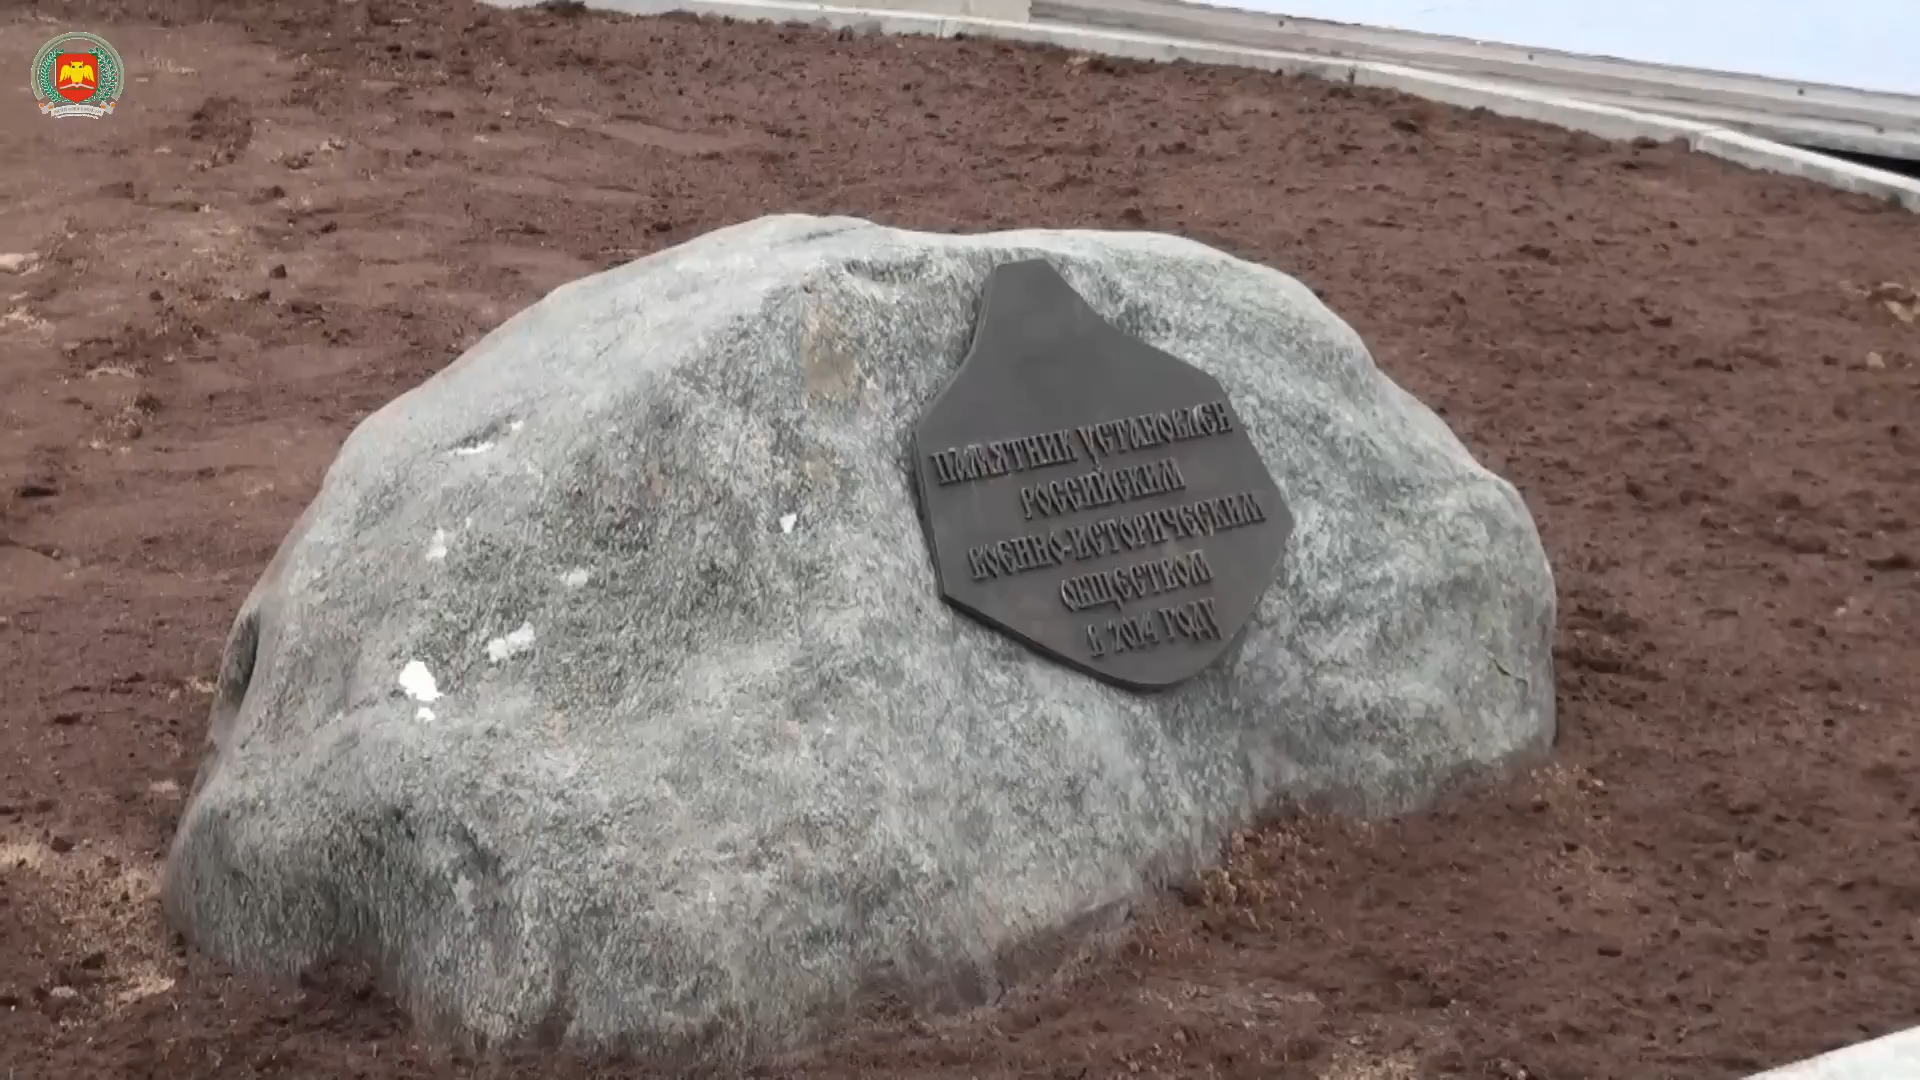 ПАМЯТНИК УСТАНОВЛЕН
РОССИЙСКИМ
ВОЕННО-ИСТОРИЧЕСКИМ
ОБЩЕСТВОМ
В 2014 ГОДУ